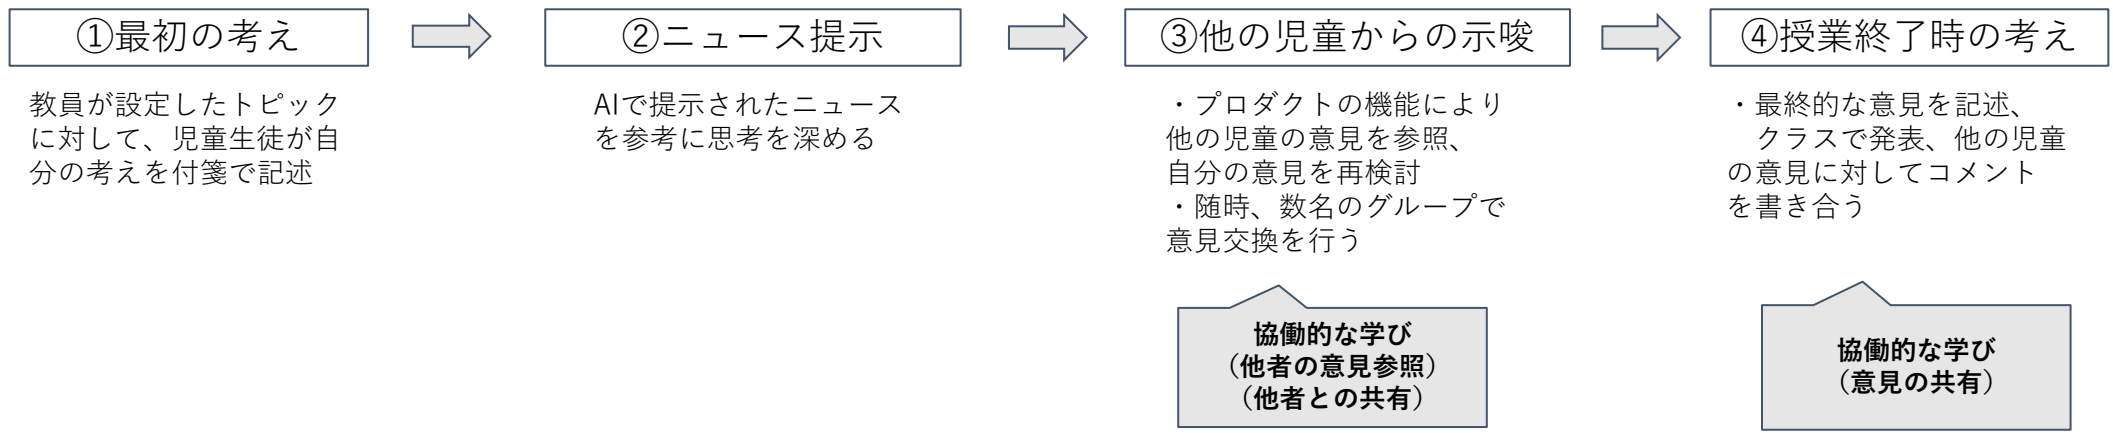 ①最初の考え
教員が設定したトピック
に対して、児童生徒が自
分の考えを付箋で記述
②ニュース提示
AIで提示されたニュース
を参考に思考を深める
③他の児童からの示唆
・プロダクトの機能により
他の児童の意見を参照、
自分の意見を再検討
・随時、数名のグループで
意見交換を行う
協働的な学び
（他者の意見参照）
（他者との共有）
④授業終了時の考え
・最終的な意見を記述、
クラスで発表、他の児童
の意見に対してコメント
を書き合う
協働的な学び
（意見の共有）